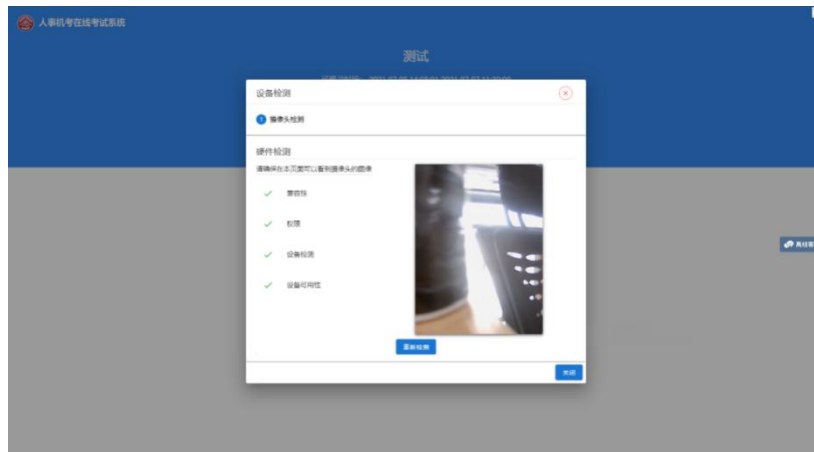 人事机考在线考试系统
测试
设备检测
1 摄像头检测
硬件检测
请确保在本页面可以看到摄像头的图像
兼容性
权限
设备检测
设备可用性
重新检测
关闭